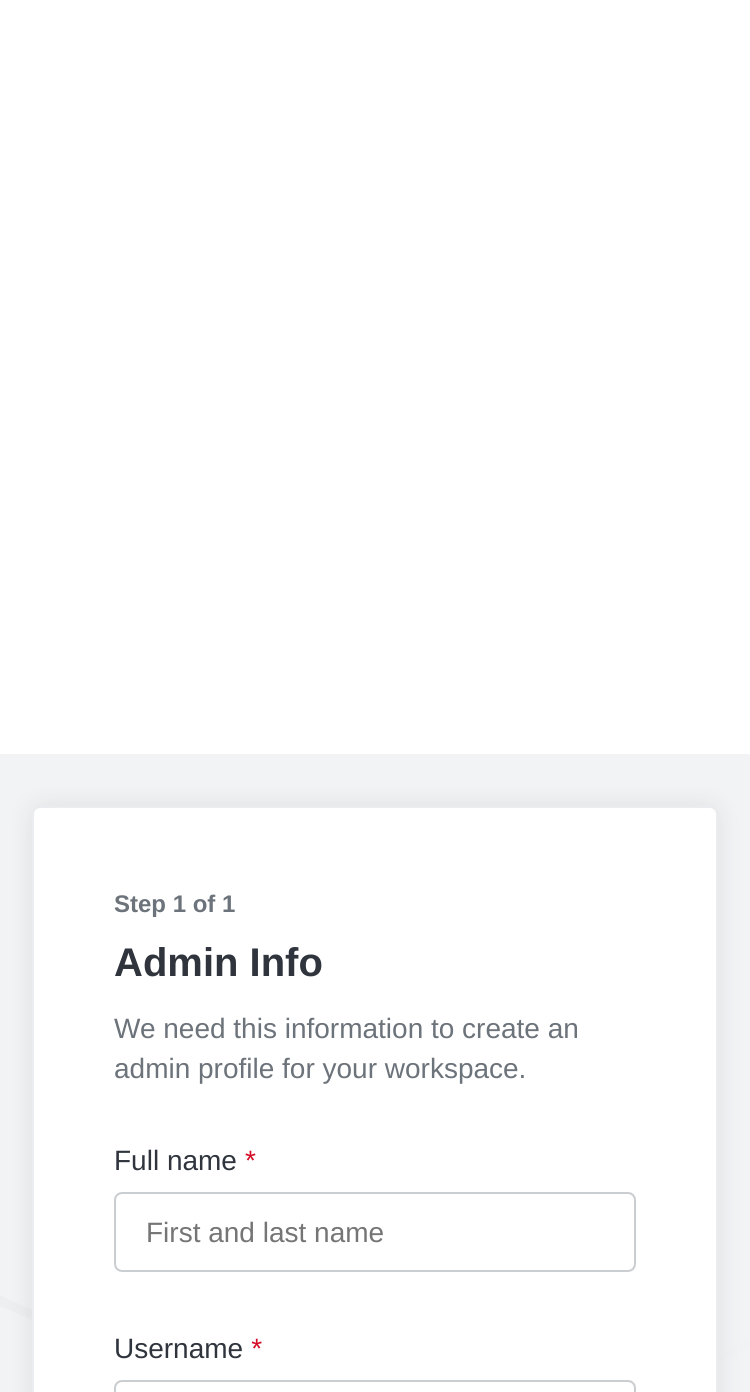 Step 1 of 1
Admin Info
We need this information to create an
admin profile for your workspace.
Full name *
First and last name
Username *